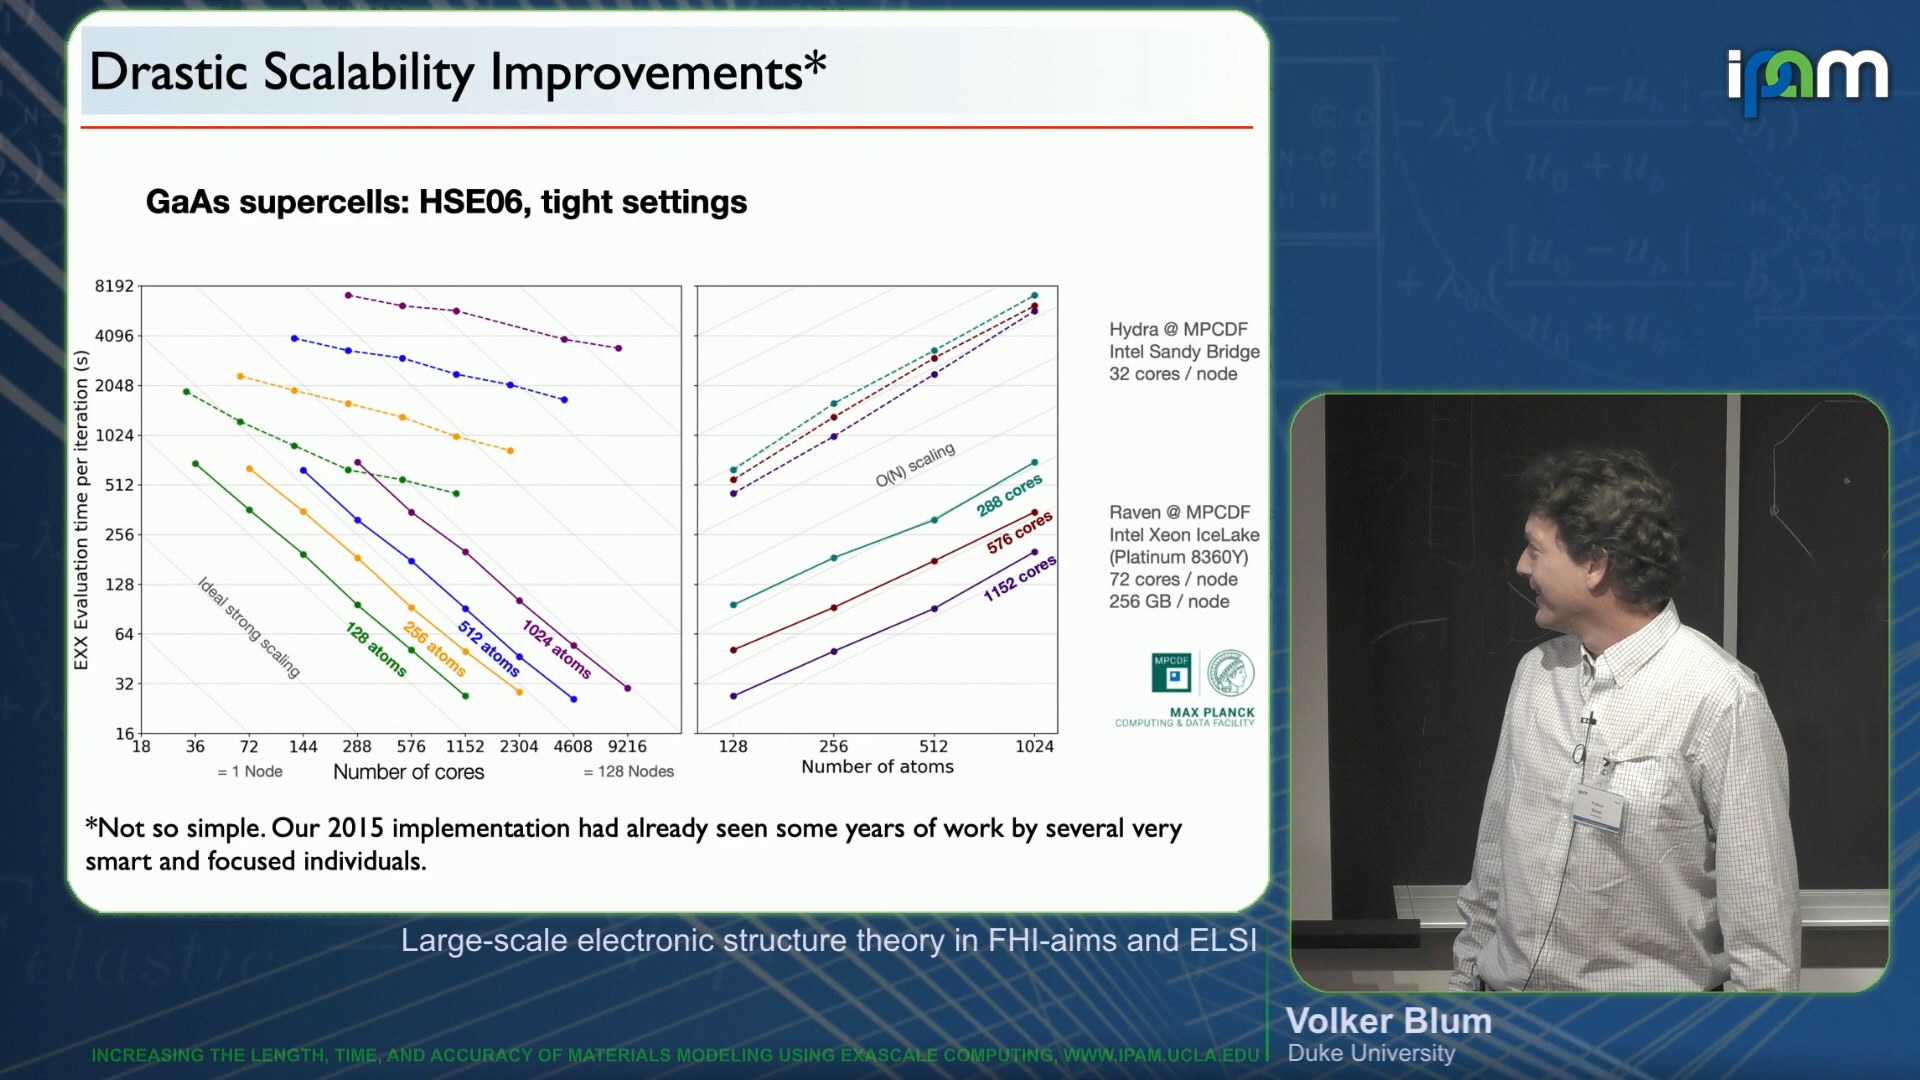 Drastic Scalability Improvements*
ipam
GaAs supercells: HSE06, tight settings
EXX Evaluation time per iteration (s)
8192
4096
2048
1024
512
256
128
64
32
16
Ideal strong scaling
128 atoms
256 atoms
512 atoms
1024 atoms
18 36 72 144 288 576 1152 2304 4608 9216
= 1 Node Number of cores = 128 Nodes
O(N) scaling
288 cores
576 cores
1152 cores
128 256 512 1024
Number of atoms
Hydra @ MPCDF
Intel Sandy Bridge
32 cores / node
Raven @ MPCDF
Intel Xeon IceLake
(Platinum 8360Y)
72 cores / node
256 GB / node
MPCDF
MAX PLANCK
COMPUTING & DATA FACILITY
*Not so simple. Our 2015 implementation had already seen some years of work by several very
smart and focused individuals.
Large-scale electronic structure theory in FHI-aims and ELSI
Volker Blum
Duke University
INCREASING THE LENGTH, TIME, AND ACCURACY OF MATERIALS MODELING USING EXASCALE COMPUTING, WWW.IPAM.UCLA.EDU
elastic